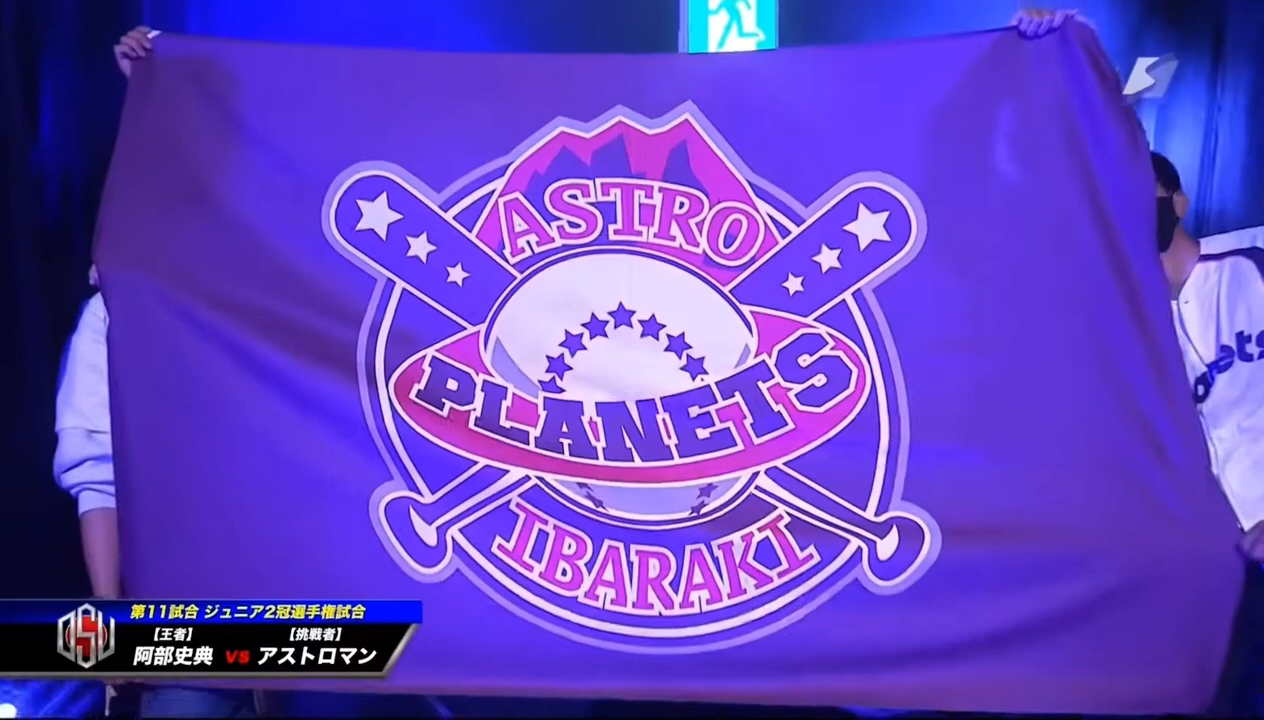 ASTRO
PLANETS
IBARAKI
第11試合 ジュニア2冠選手権試合
【王者】 【挑戦者】
阿部史典 VS アストロマン